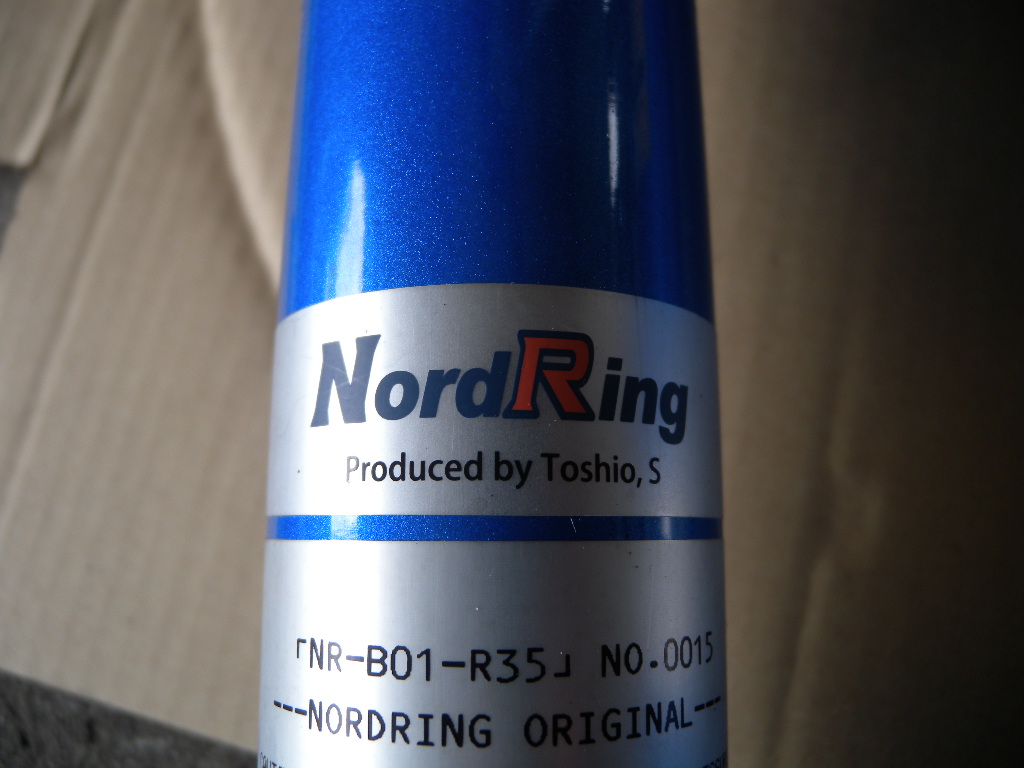 NordRing
Produced by Toshio, S
「NR-B01-R35」 NO.0015
---NORDRING ORIGINAL---